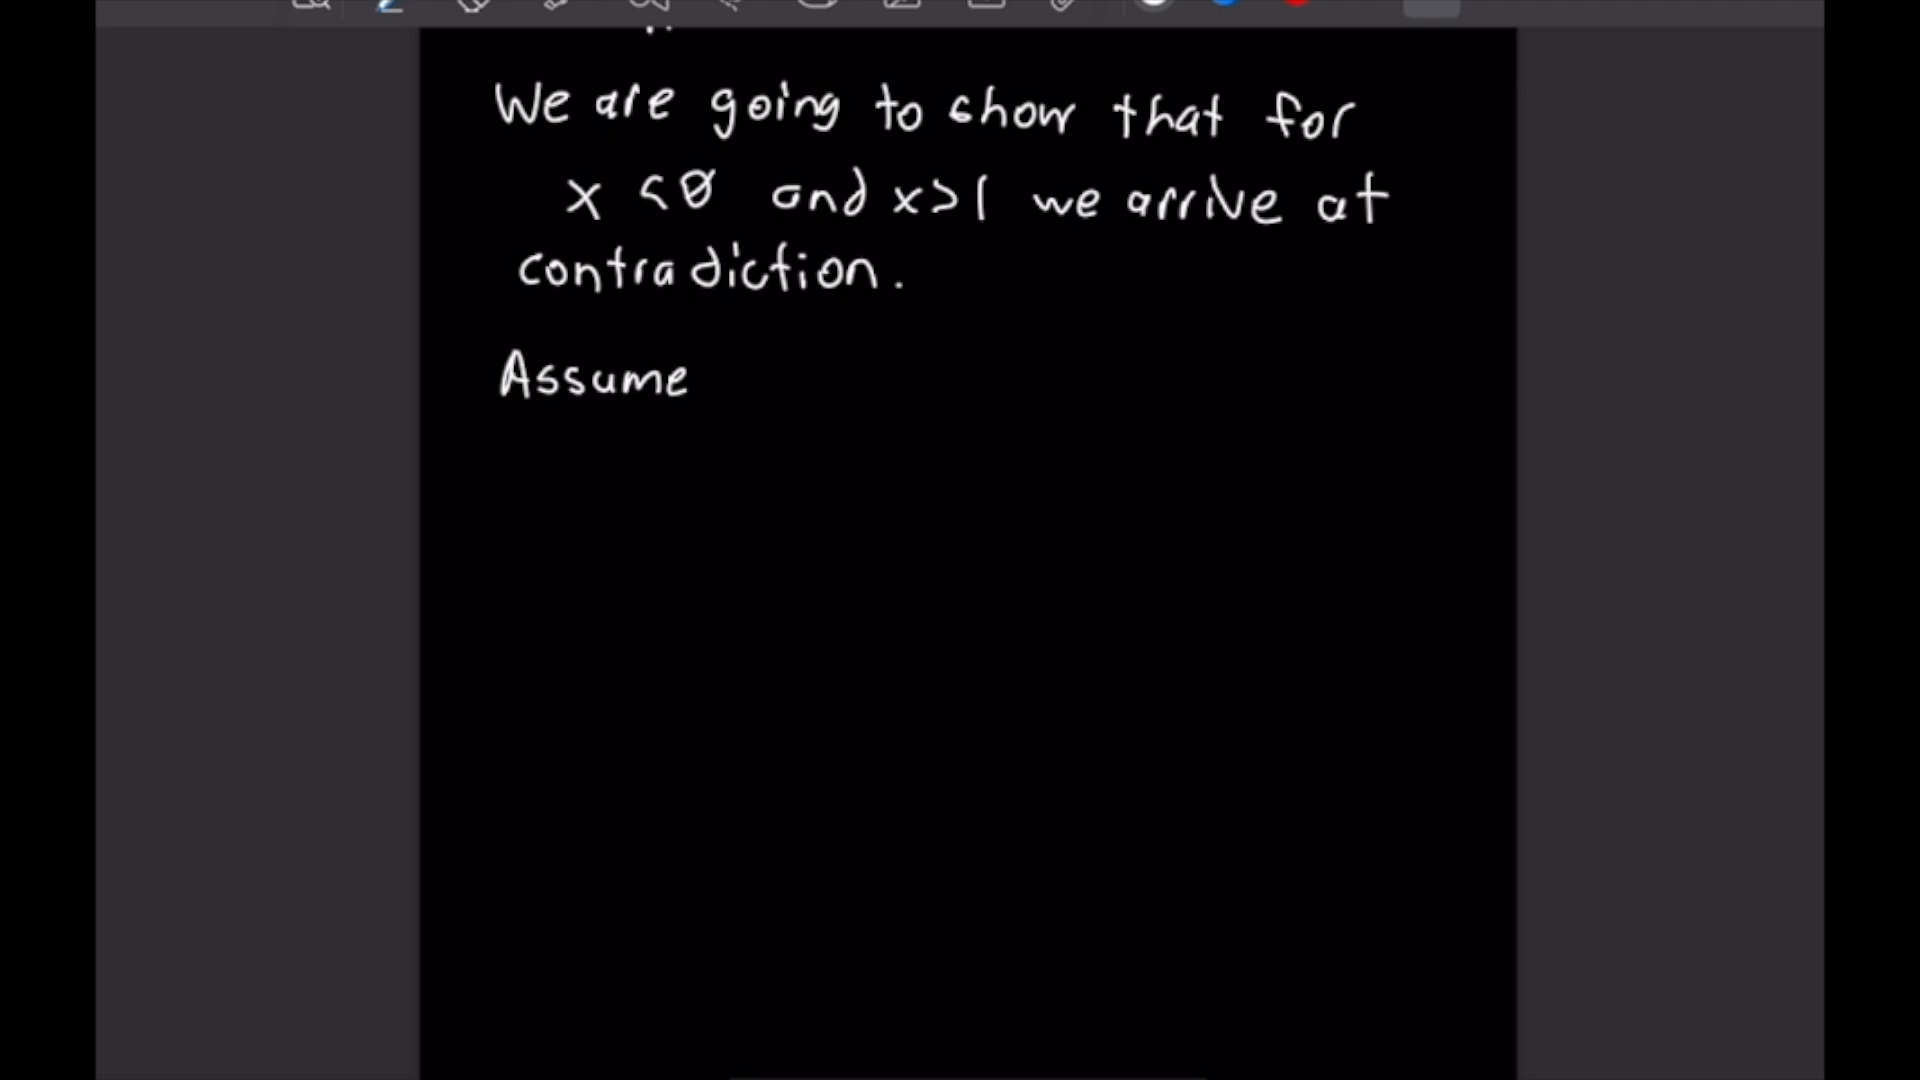 We are going to show that for
x < 0 and x > 1 we arrive at
contradiction.
Assume